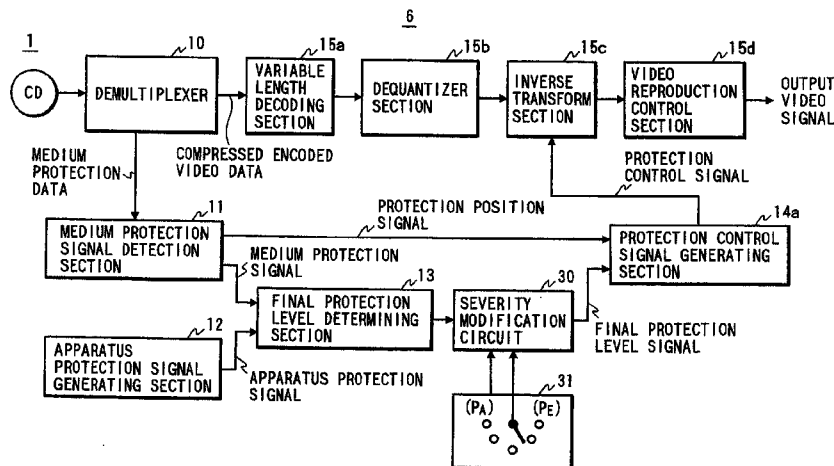 6
1
10
15a
15b
15c
15d
CD
DEMULTIPLEXER
VARIABLE
LENGTH
DECODING
SECTION
DEQUANTIZER
SECTION
INVERSE
TRANSFORM
SECTION
VIDEO
REPRODUCTION
CONTROL
SECTION
OUTPUT
VIDEO
SIGNAL
MEDIUM
PROTECTION
DATA
COMPRESSED ENCODED
VIDEO DATA
PROTECTION
CONTROL SIGNAL
11
PROTECTION POSITION
SIGNAL
14a
MEDIUM PROTECTION
SIGNAL DETECTION
SECTION
MEDIUM PROTECTION
SIGNAL
PROTECTION CONTROL
SIGNAL GENERATING
SECTION
13
30
12
FINAL PROTECTION
LEVEL DETERMINING
SECTION
SEVERITY
MODIFICATION
CIRCUIT
FINAL PROTECTION
LEVEL SIGNAL
APPARATUS
PROTECTION SIGNAL
GENERATING SECTION
APPARATUS PROTECTION
SIGNAL
31
(PA) (PE)